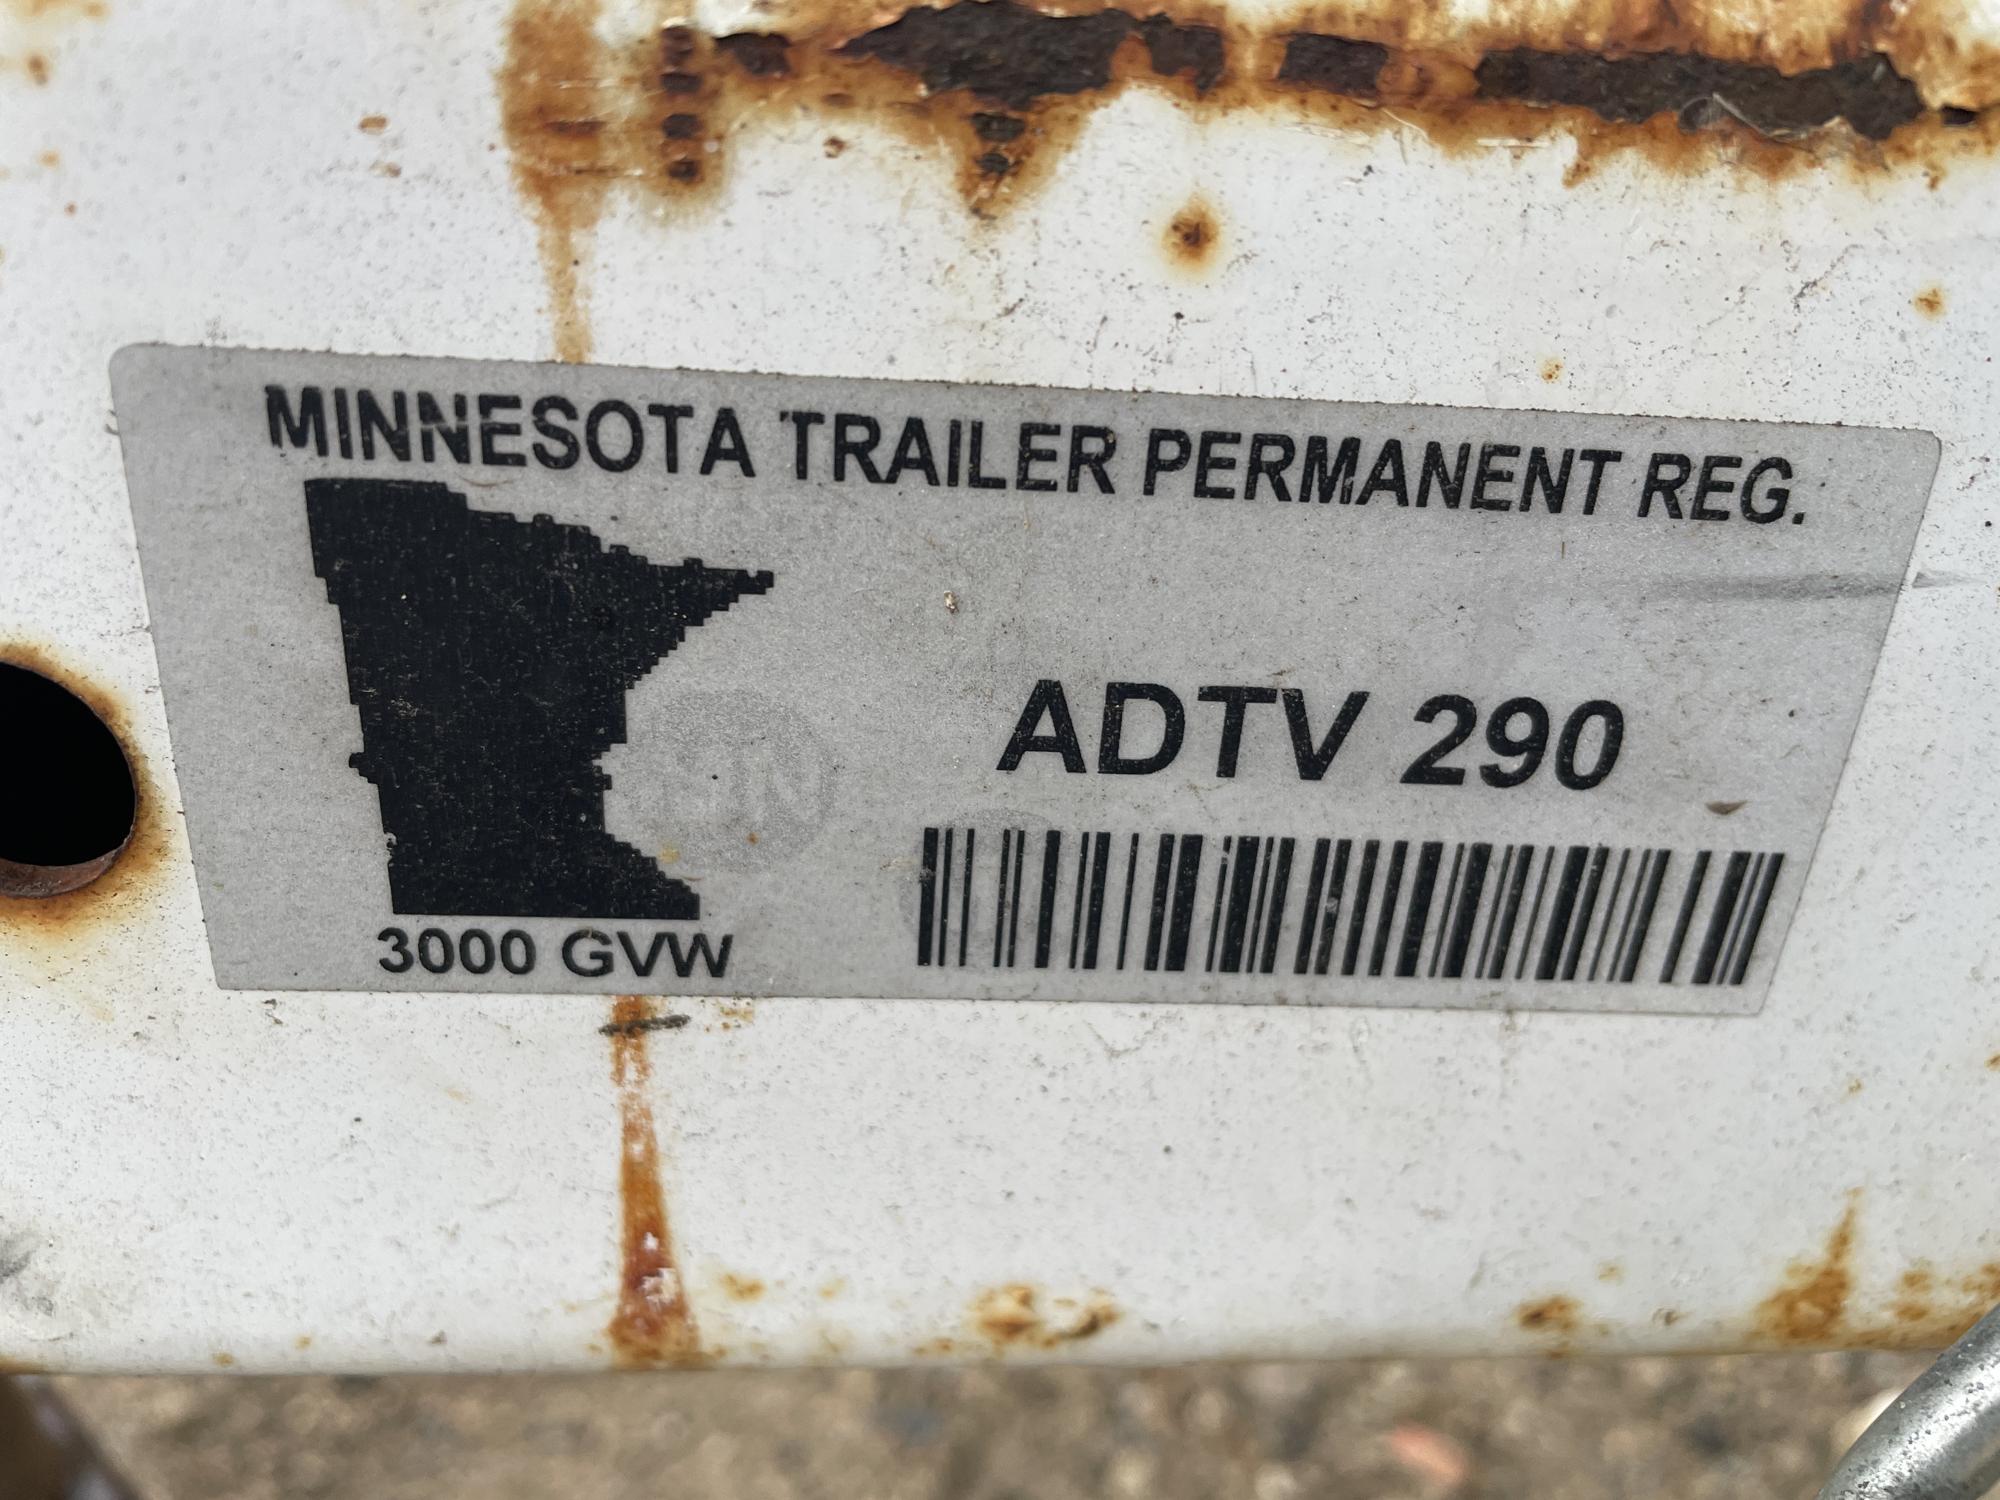 MINNESOTA TRAILER PERMANENT REG.
ADTV 290
3000 GVW